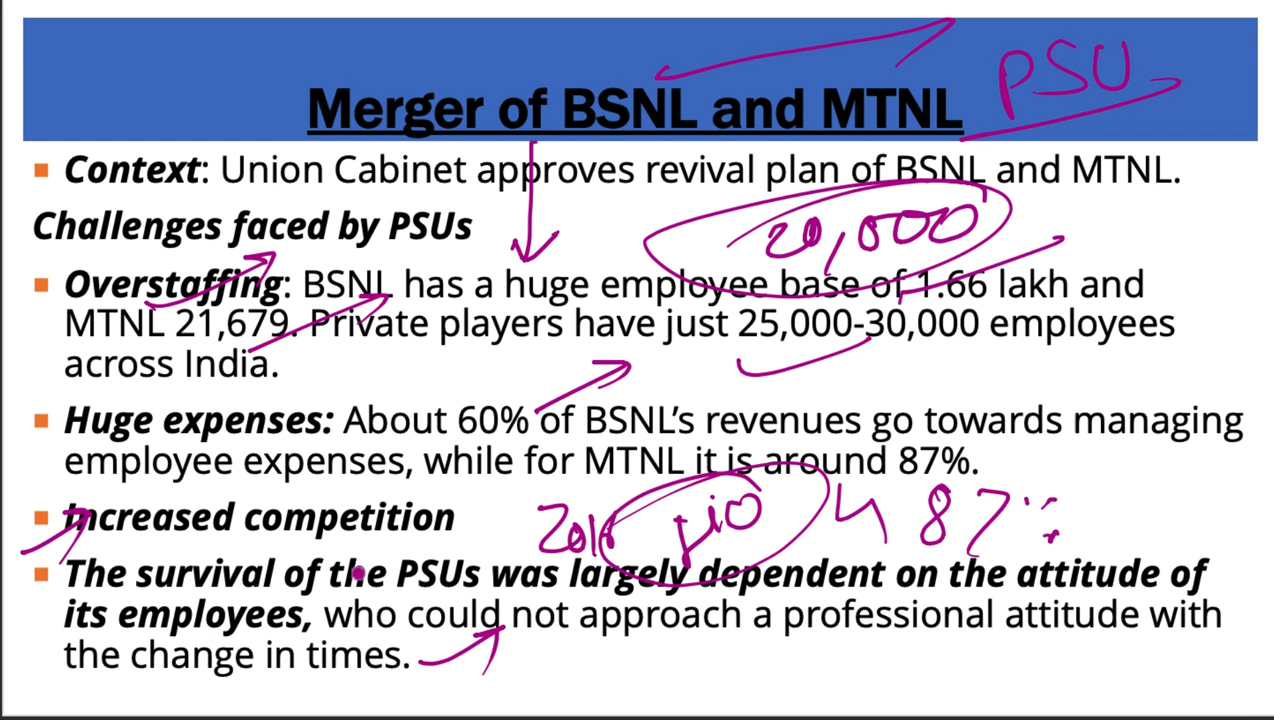 PSU
Merger of BSNL and MTNL
▪ Context: Union Cabinet approves revival plan of BSNL and MTNL.
Challenges faced by PSUs
20,000
▪ Overstaffing: BSNL has a huge employee base of 1.66 lakh and
MTNL 21,679. Private players have just 25,000-30,000 employees
across India.
▪ Huge expenses: About 60% of BSNL’s revenues go towards managing
employee expenses, while for MTNL it is around 87%.
▪ Increased competition
2016 Jio 87%
▪ The survival of the PSUs was largely dependent on the attitude of
its employees, who could not approach a professional attitude with
the change in times.